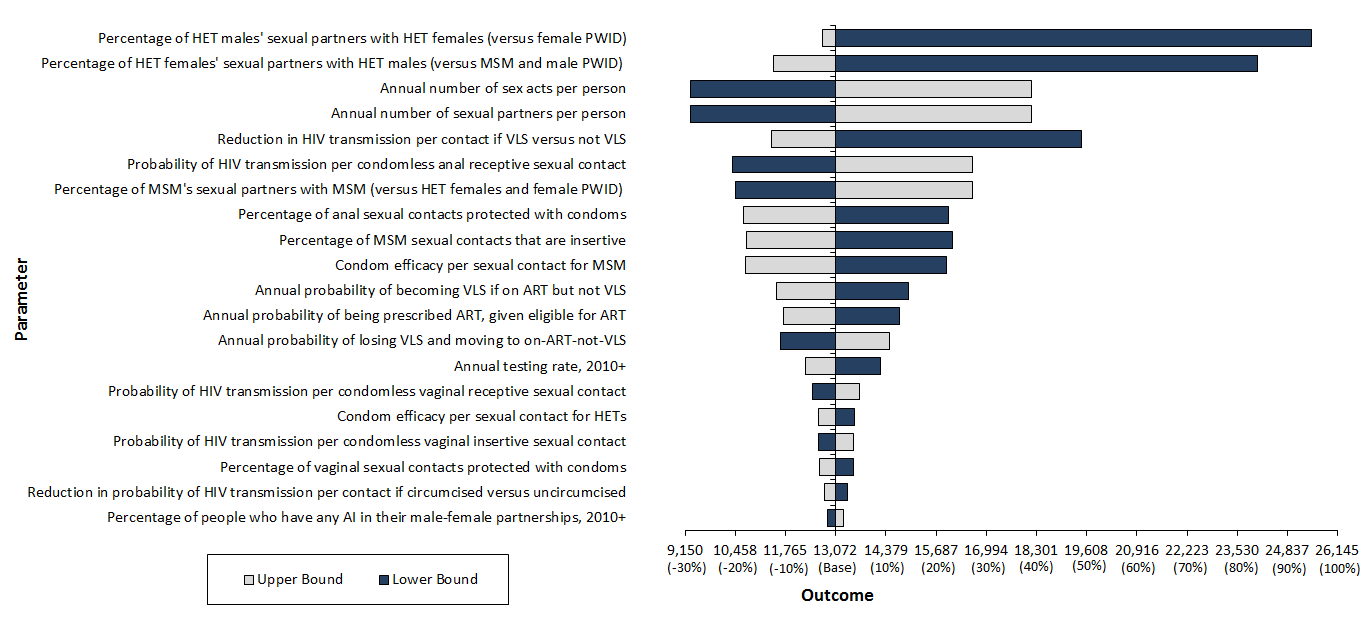 Percentage of HET males' sexual partners with HET females (versus female PWID)
Percentage of HET females' sexual partners with HET males (versus MSM and male PWID)
Annual number of sex acts per person
Annual number of sexual partners per person
Reduction in HIV transmission per contact if VLS versus not VLS
Probability of HIV transmission per condomless anal receptive sexual contact
Percentage of MSM's sexual partners with MSM (versus HET females and female PWID)
Percentage of anal sexual contacts protected with condoms
Percentage of MSM sexual contacts that are insertive
Condom efficacy per sexual contact for MSM
Annual probability of becoming VLS if on ART but not VLS
Annual probability of being prescribed ART, given eligible for ART
Annual probability of losing VLS and moving to on-ART-not-VLS
Annual testing rate, 2010+
Probability of HIV transmission per condomless vaginal receptive sexual contact
Condom efficacy per sexual contact for HETs
Probability of HIV transmission per condomless vaginal insertive sexual contact
Percentage of vaginal sexual contacts protected with condoms
Reduction in probability of HIV transmission per contact if circumcised versus uncircumcised
Percentage of people who have any AI in their male-female partnerships, 2010+
Parameter
9,150 10,458 11,765 13,072 14,379 15,687 16,994 18,301 19,608 20,916 22,223 23,530 24,837 26,145
(-30%) (-20%) (-10%) (Base) (10%) (20%) (30%) (40%) (50%) (60%) (70%) (80%) (90%) (100%)
Outcome
Upper Bound Lower Bound